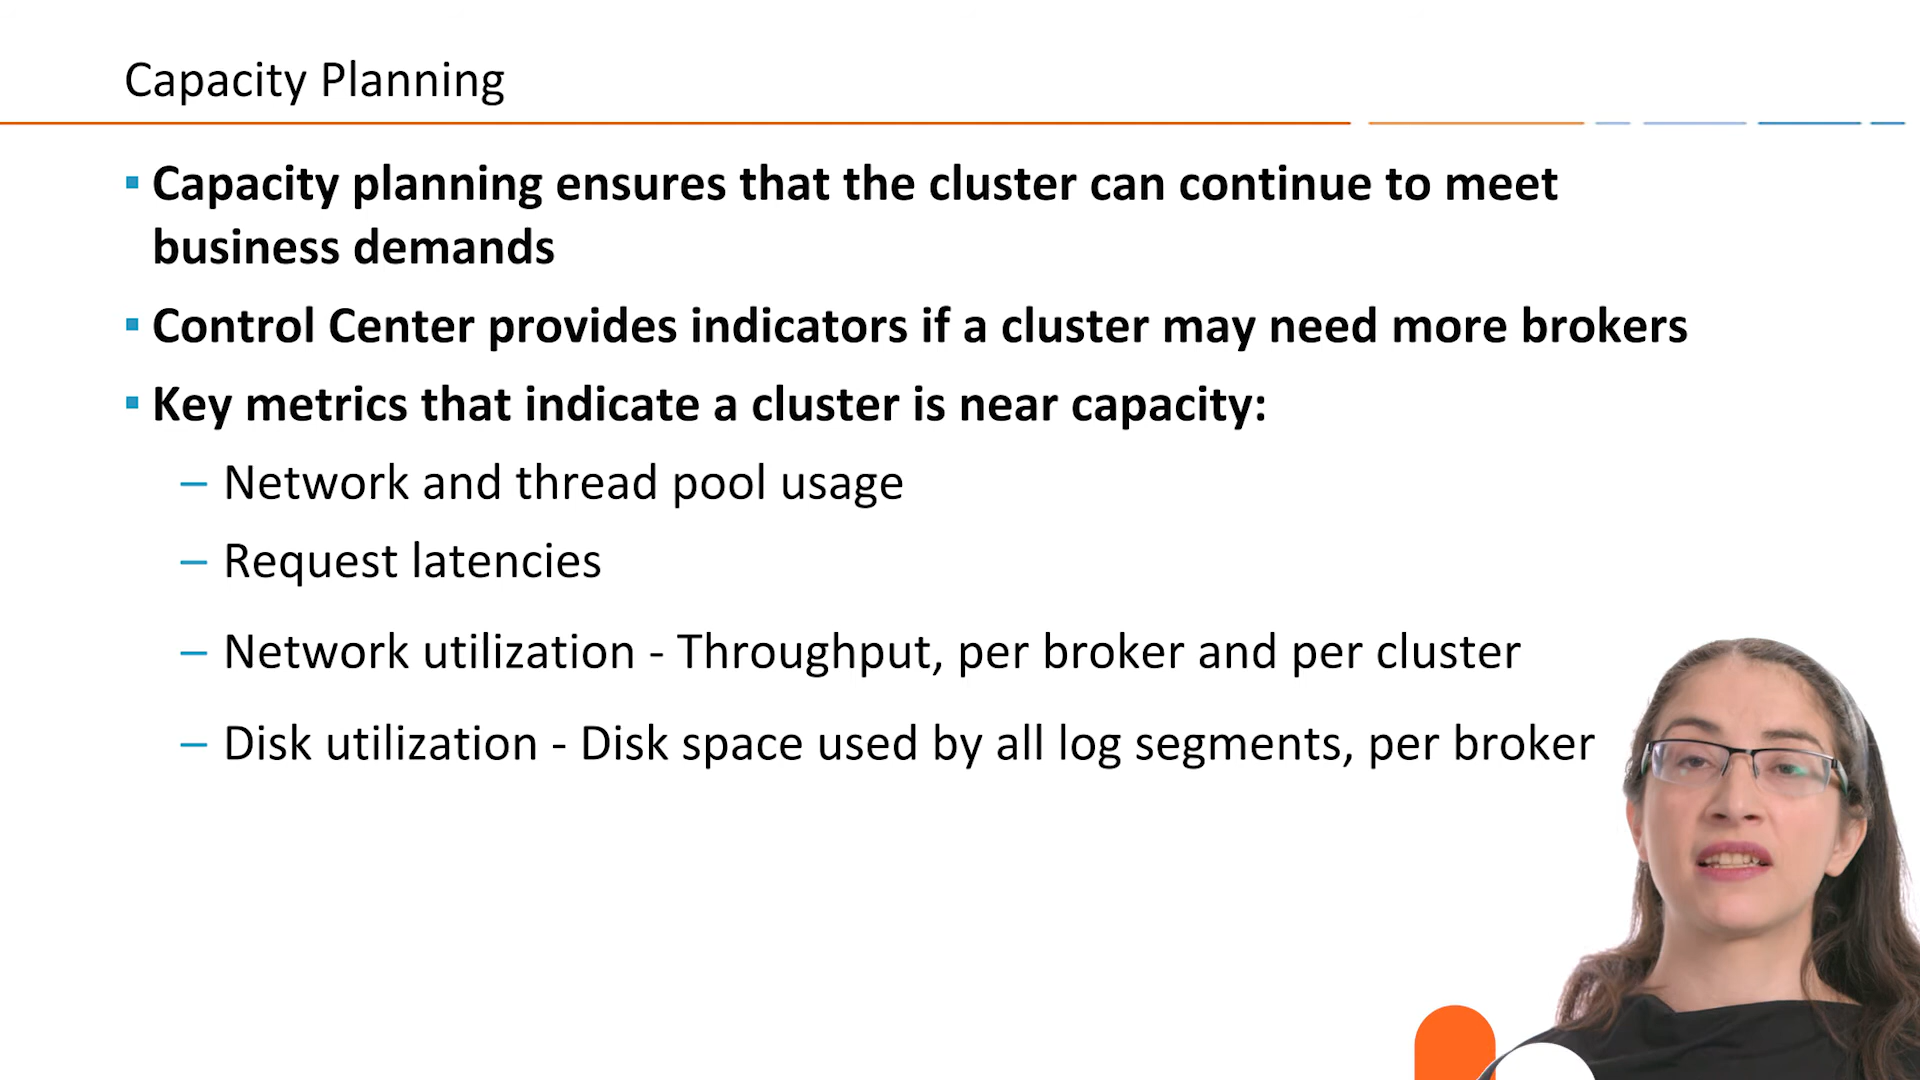 Capacity Planning
▪ Capacity planning ensures that the cluster can continue to meet
business demands
▪ Control Center provides indicators if a cluster may need more brokers
▪ Key metrics that indicate a cluster is near capacity:
– Network and thread pool usage
– Request latencies
– Network utilization - Throughput, per broker and per cluster
– Disk utilization - Disk space used by all log segments, per broker